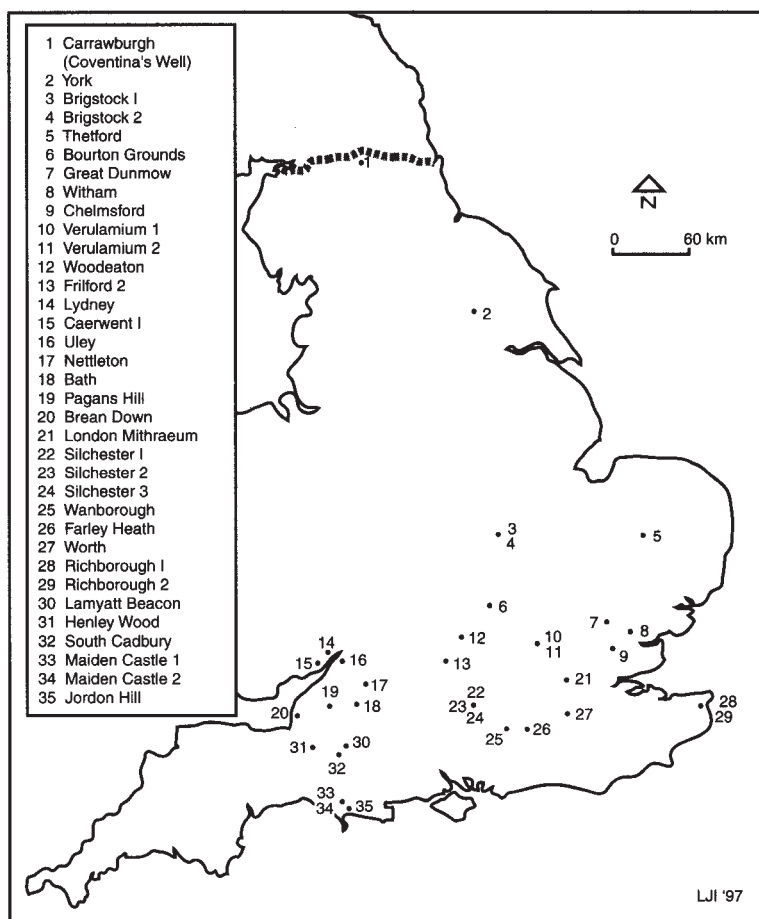 1 Carrawburgh
(Coventina's Well)
2 York
3 Brigstock I
4 Brigstock 2
5 Thetford
6 Bourton Grounds
7 Great Dunmow
8 Witham
9 Chelmsford
10 Verulamium 1
11 Verulamium 2
12 Woodeaton
13 Frilford 2
14 Lydney
15 Caerwent I
16 Uley
17 Nettleton
18 Bath
19 Pagans Hill
20 Brean Down
21 London Mithraeum
22 Silchester I
23 Silchester 2
24 Silchester 3
25 Wanborough
26 Farley Heath
27 Worth
28 Richborough I
29 Richborough 2
30 Lamyatt Beacon
31 Henley Wood
32 South Cadbury
33 Maiden Castle 1
34 Maiden Castle 2
35 Jordon Hill
1
N
0 60 km
2
3
4
5
6
7
8
9
10
11
12
13
14
15
16
17
18
19
20
21
22
23
24
25
26
27
28
29
30
31
32
33
34
35
LJI '97